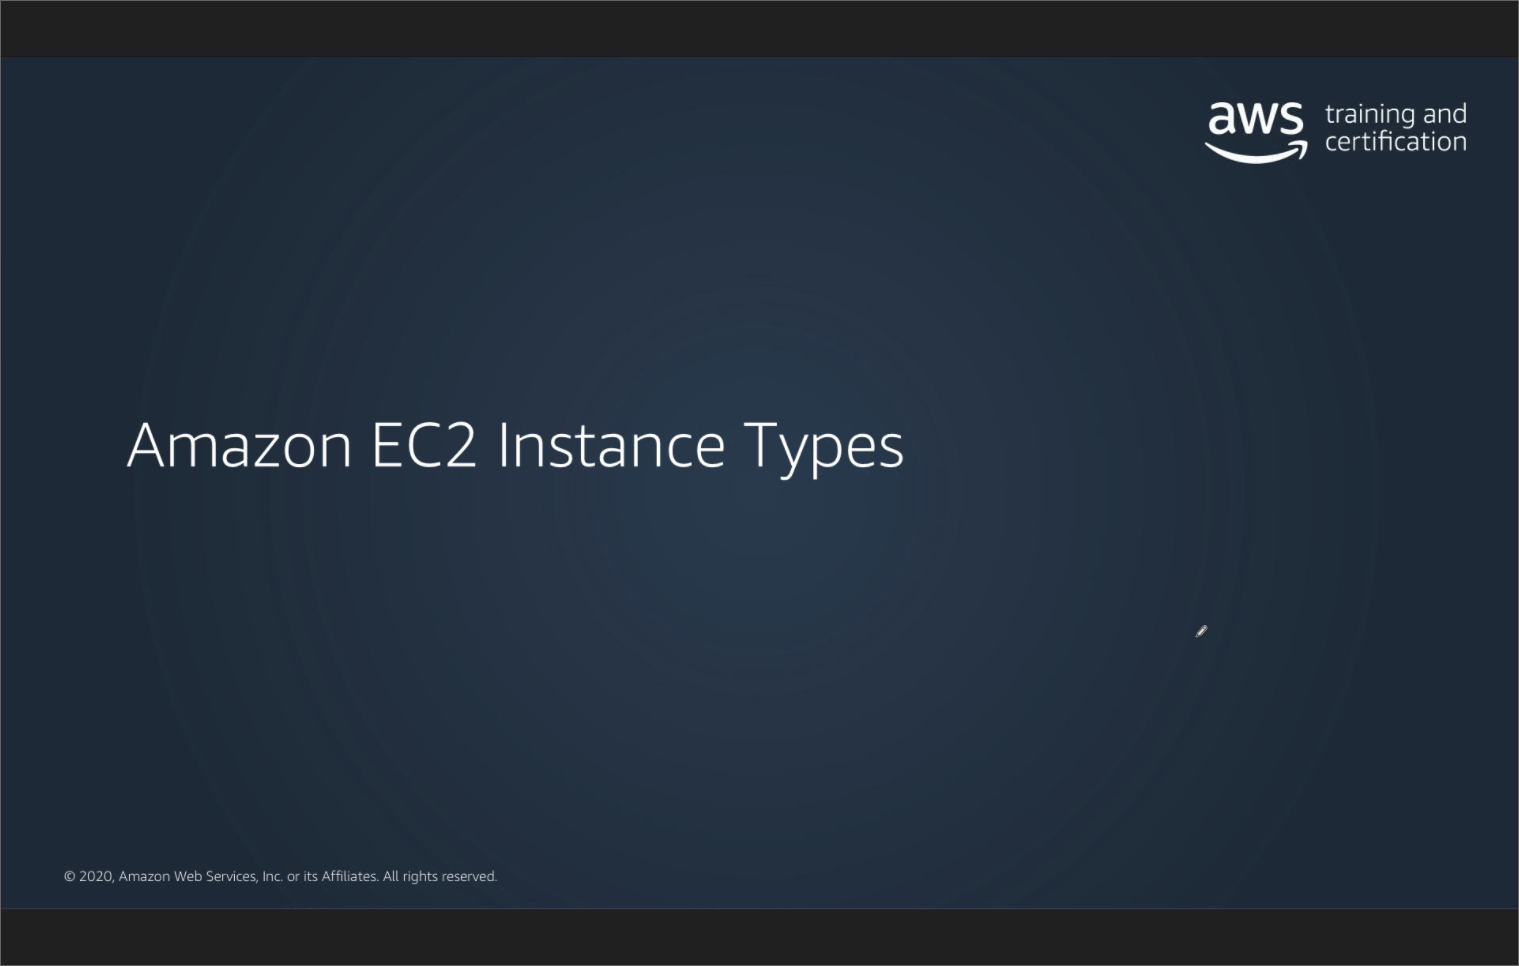 aws
training and
certification
Amazon EC2 Instance Types
© 2020, Amazon Web Services, Inc. or its Affiliates. All rights reserved.